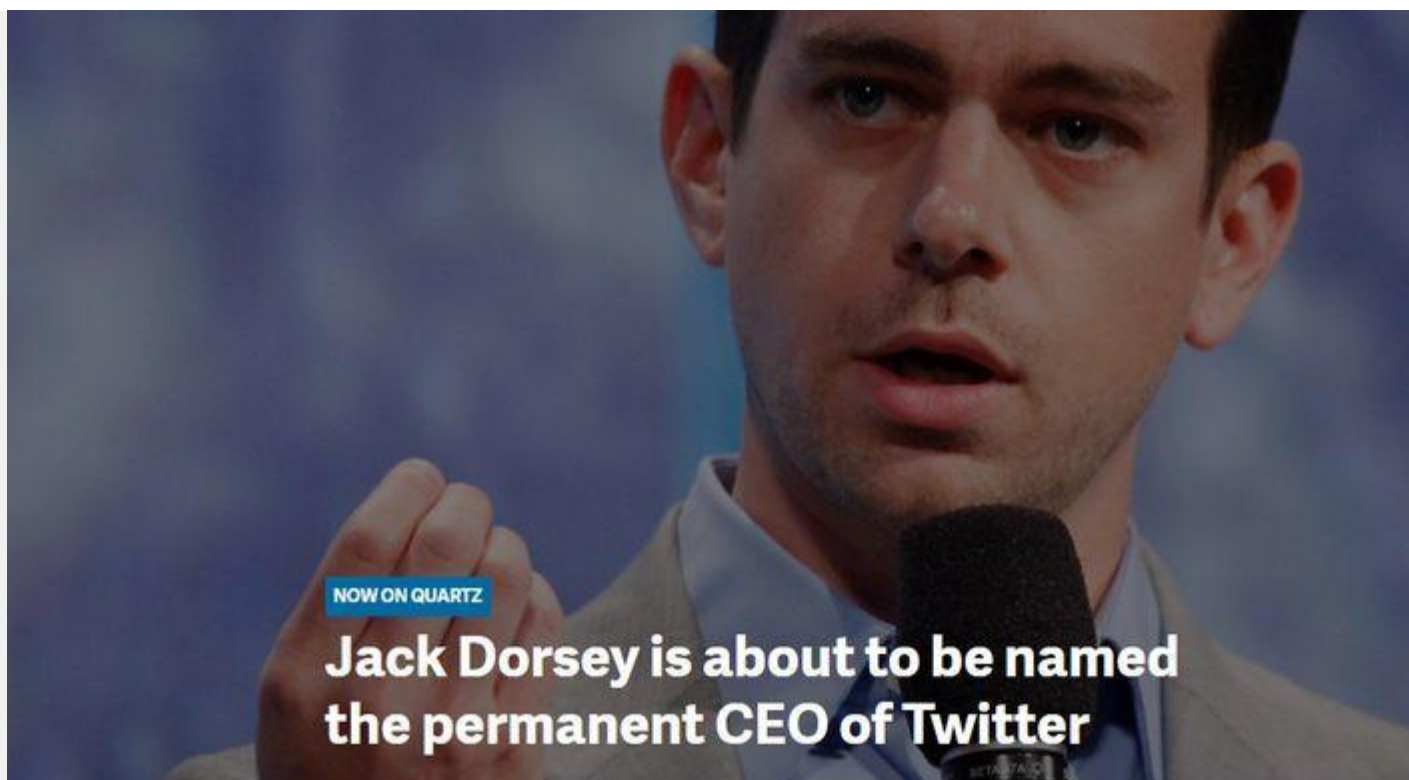 NOW ON QUARTZ
Jack Dorsey is about to be named
the permanent CEO of Twitter